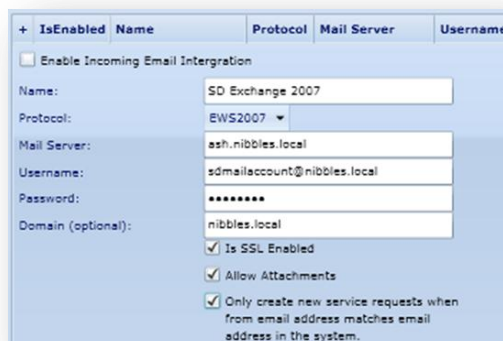 + IsEnabled Name Protocol Mail Server Username
Enable Incoming Email Intergration
Name: SD Exchange 2007
Protocol: EWS2007
Mail Server: ash.nibbles.local
Username: sdmailaccount@nibbles.local
Password: ••••••••
Domain (optional): nibbles.local
Is SSL Enabled
Allow Attachments
Only create new service requests when
from email address matches email
address in the system.